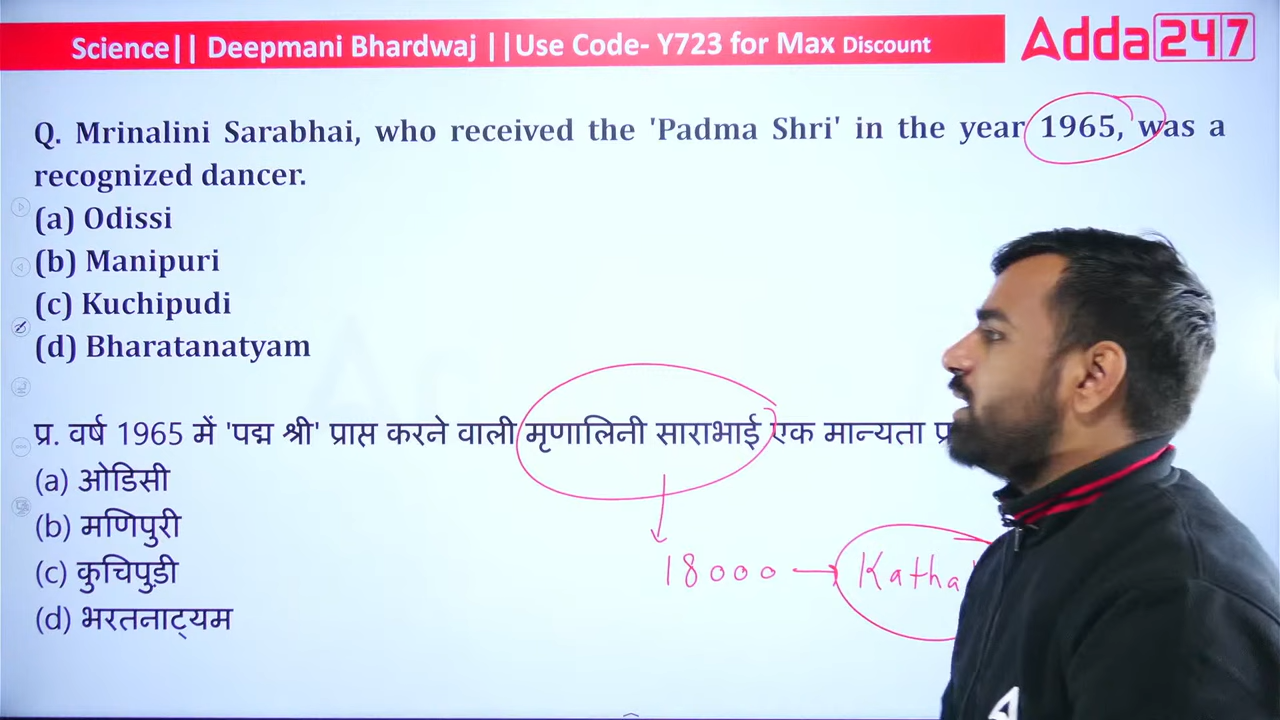 Science|| Deepmani Bhardwaj ||Use Code- Y723 for Max Discount
Adda247
Q. Mrinalini Sarabhai, who received the 'Padma Shri' in the year 1965, was a
recognized dancer.
(a) Odissi
(b) Manipuri
(c) Kuchipudi
(d) Bharatanatyam
प्र. वर्ष 1965 में 'पद्म श्री' प्राप्त करने वाली मृणालिनी साराभाई एक मान्यता
(a) ओडिसी
(b) मणिपुरी
(c) कुचिपुड़ी
(d) भरतनाट्यम
18000 → Katha